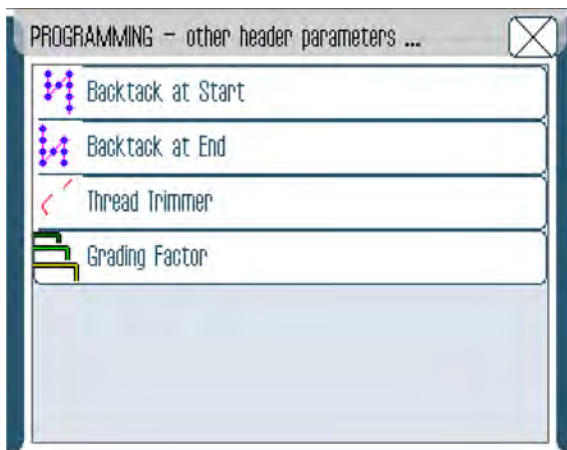 PROGRAMMING - other header parameters ...
Backtack at Start
Backtack at End
Thread Trimmer
Grading Factor